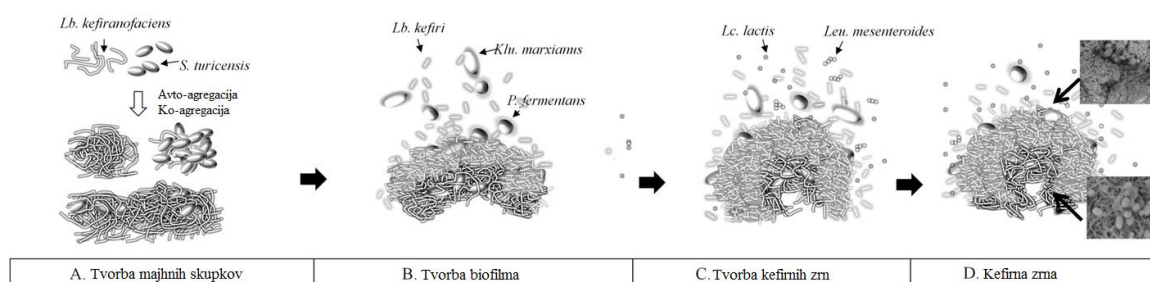 Lb. kefiranofaciens
S. turicensis
Avto-agregacija
Ko-agregacija
Lb. kefiri
Klu. marxianus
P. fermentans
Lc. lactis
Leu. mesenteroides
A. Tvorba majhnih skupkov
B. Tvorba biofilma
C. Tvorba kefirnih zrn
D. Kefirna zrna